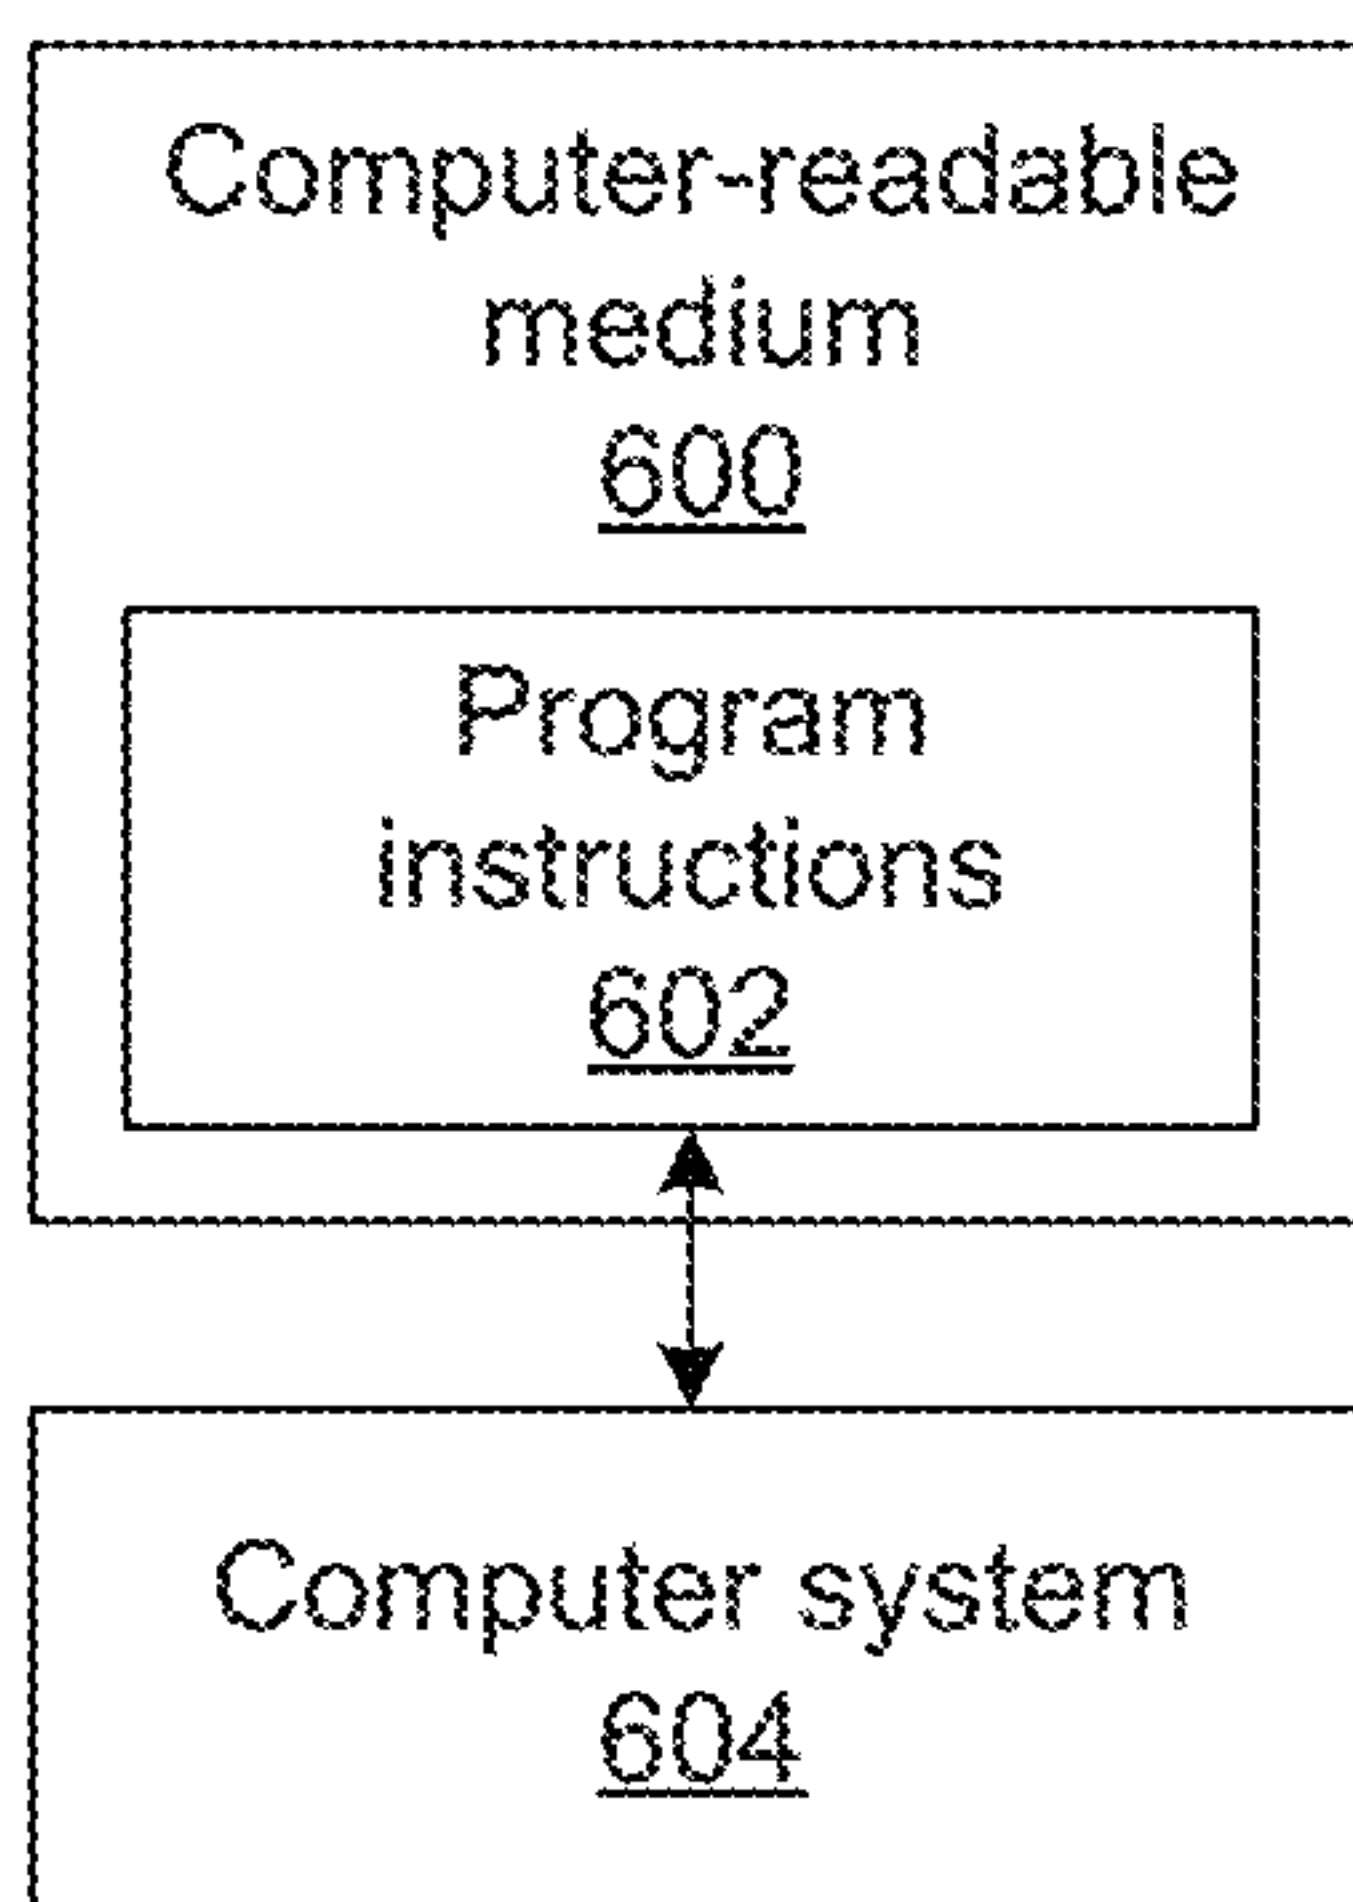 Computer-readable
medium
600
Program
instructions
602
Computer system
604